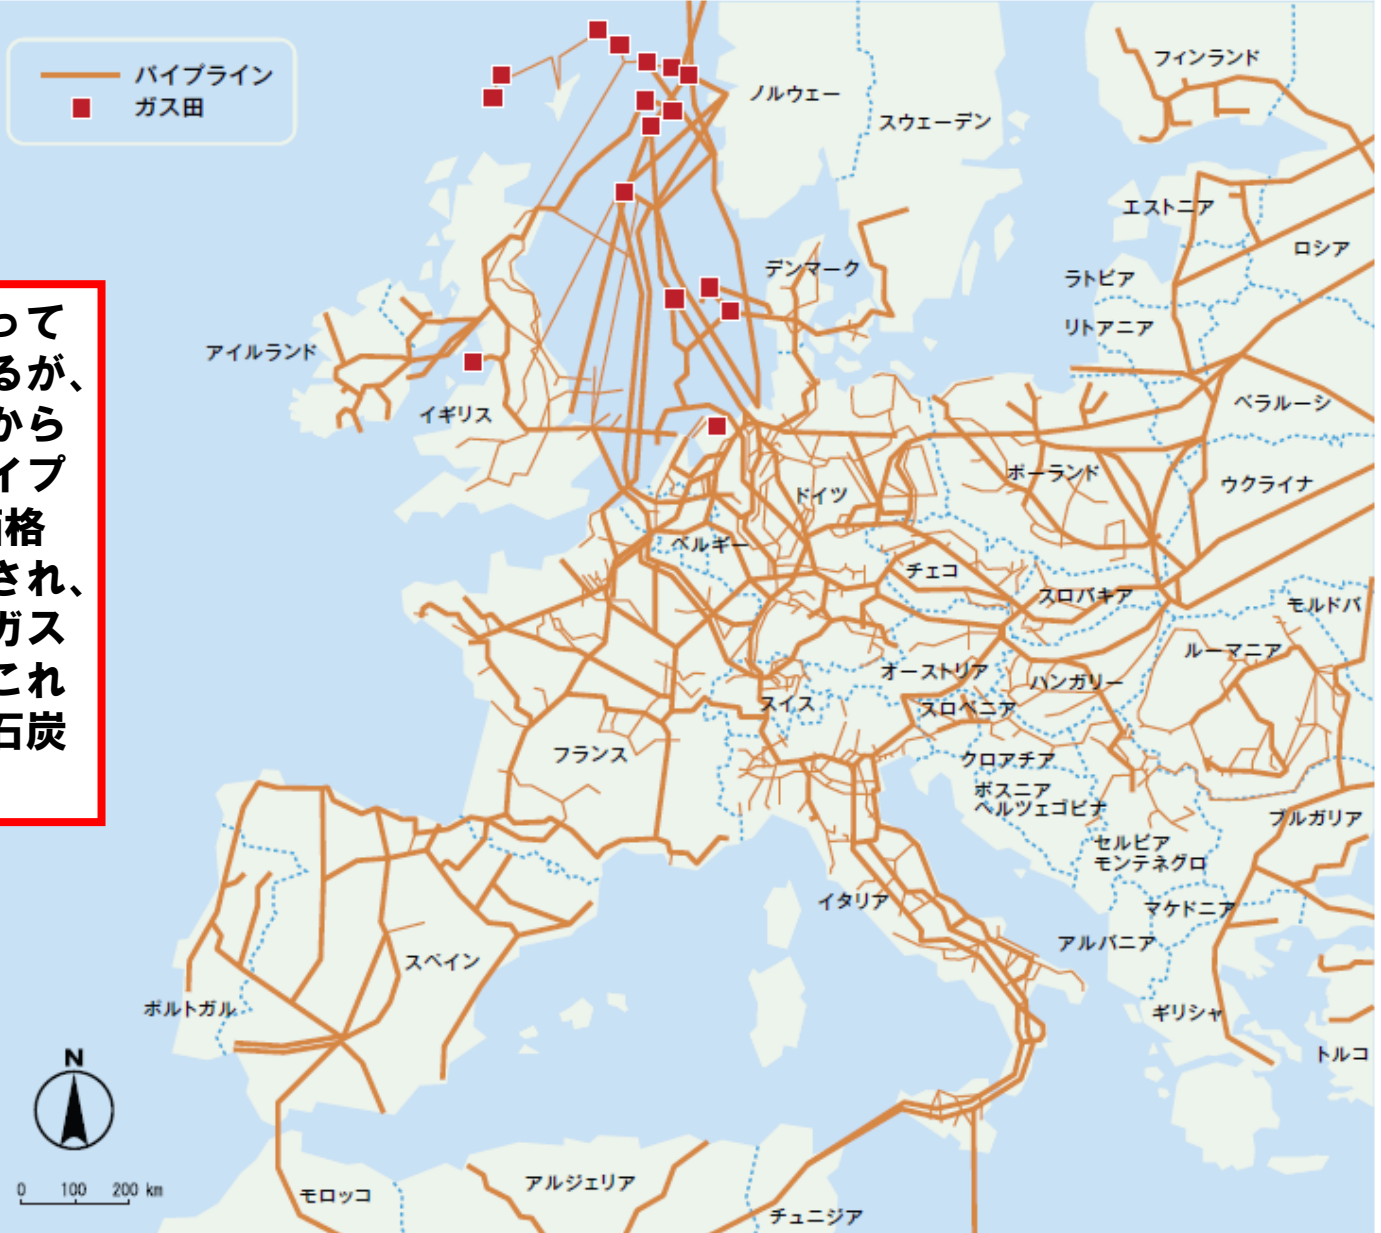 パイプライン
ガス田
って
るが、
から
イプ
価格
され、
ガス
これ
石炭
フィンランド
ノルウェー
スウェーデン
エストニア
ロシア
デンマーク
ラトビア
リトアニア
アイルランド
イギリス
ベラルーシ
ポーランド
ウクライナ
ドイツ
ベルギー
チェコ
スロバキア
モルドバ
ルーマニア
オーストリア
ハンガリー
スイス
スロベニア
フランス
クロアチア
ボスニア
ヘルツェゴビナ
ブルガリア
セルビア
モンテネグロ
イタリア
マケドニア
アルバニア
スペイン
ポルトガル
ギリシャ
トルコ
N
0 100 200 km
モロッコ
アルジェリア
チュニジア